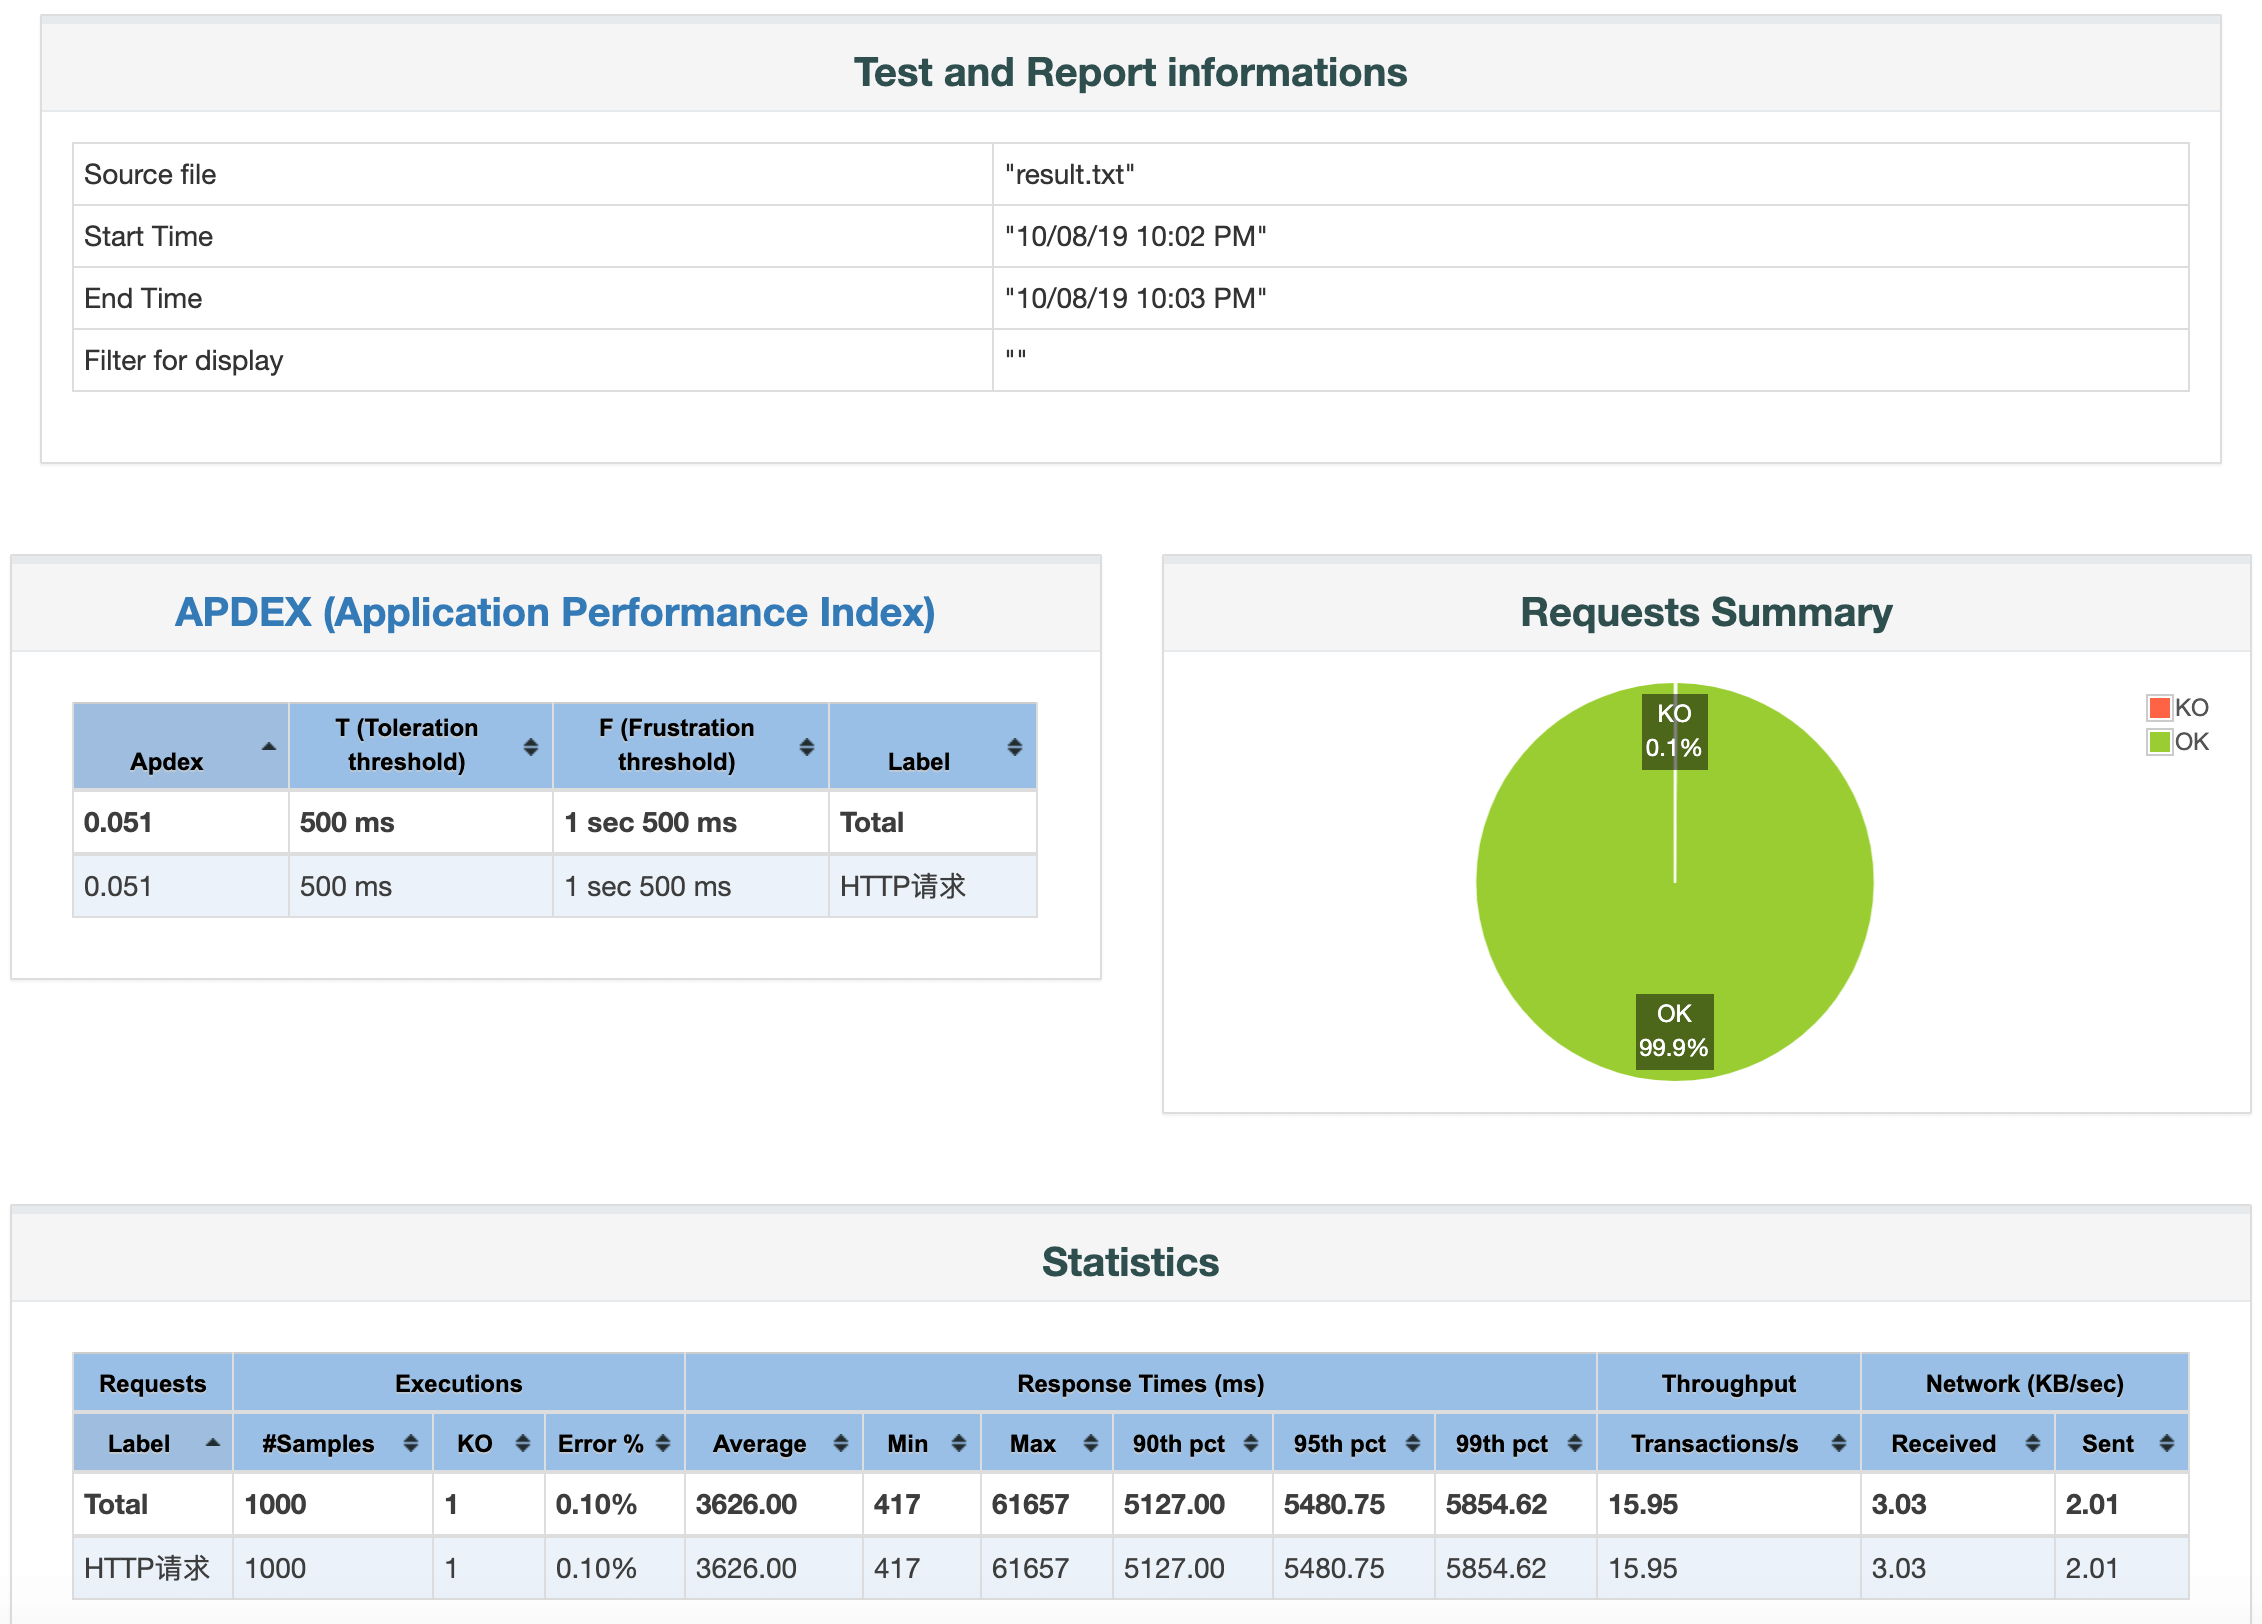 Test and Report informations
Source file "result.txt"
Start Time "10/08/19 10:02 PM"
End Time "10/08/19 10:03 PM"
Filter for display ""
APDEX (Application Performance Index)
Apdex T (Toleration threshold) F (Frustration threshold) Label
0.051 500 ms 1 sec 500 ms Total
0.051 500 ms 1 sec 500 ms HTTP请求
Requests Summary
KO
0.1%
OK
99.9%
KO
OK
Statistics
Requests Executions Response Times (ms) Throughput Network (KB/sec)
Label #Samples KO Error % Average Min Max 90th pct 95th pct 99th pct Transactions/s Received Sent
Total 1000 1 0.10% 3626.00 417 61657 5127.00 5480.75 5854.62 15.95 3.03 2.01
HTTP请求 1000 1 0.10% 3626.00 417 61657 5127.00 5480.75 5854.62 15.95 3.03 2.01